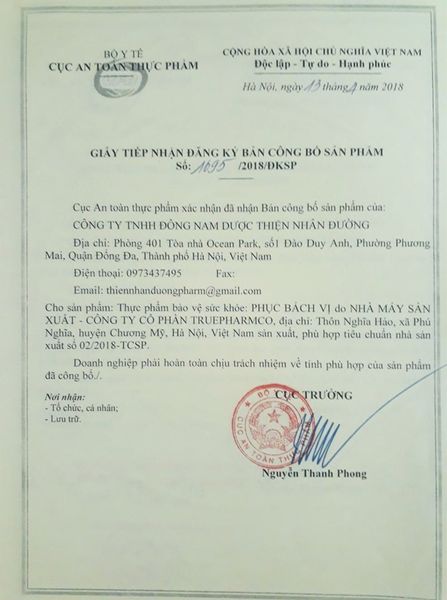 BỘ Y TẾ
CỤC AN TOÀN THỰC PHẨM
CỘNG HÒA XÃ HỘI CHỦ NGHĨA VIỆT NAM
Độc lập - Tự do - Hạnh phúc
Hà Nội, ngày 13 tháng 4 năm 2018
GIẤY TIẾP NHẬN ĐĂNG KÝ BẢN CÔNG BỐ SẢN PHẨM
Số: 1695 /2018/ĐKSP
Cục An toàn thực phẩm xác nhận đã nhận Bản công bố sản phẩm của:
CÔNG TY TNHH ĐÔNG NAM DƯỢC THIỆN NHÂN ĐƯỜNG
Địa chỉ: Phòng 401 Tòa nhà Ocean Park, số1 Đào Duy Anh, Phường Phương
Mai, Quận Đống Đa, Thành phố Hà Nội, Việt Nam
Điện thoại: 0973437495 Fax:
Email: thiennhanduongpharm@gmail.com
Cho sản phẩm: Thực phẩm bảo vệ sức khỏe: PHỤC BÁCH VỊ do NHÀ MÁY SẢN
XUẤT - CÔNG TY CỔ PHẦN TRUEPHARMCO, địa chỉ: Thôn Nghĩa Hảo, xã Phú
Nghĩa, huyện Chương Mỹ, Hà Nội, Việt Nam sản xuất, phù hợp tiêu chuẩn nhà sản
xuất số 02/2018-TCSP.
Doanh nghiệp phải hoàn toàn chịu trách nhiệm về tính phù hợp của sản phẩm
đã công bố./.
Nơi nhận:
- Tổ chức, cá nhân;
- Lưu trữ.
CỤC TRƯỞNG
BỘ Y TẾ
CỤC AN TOÀN THỰC PHẨM
Nguyễn Thanh Phong